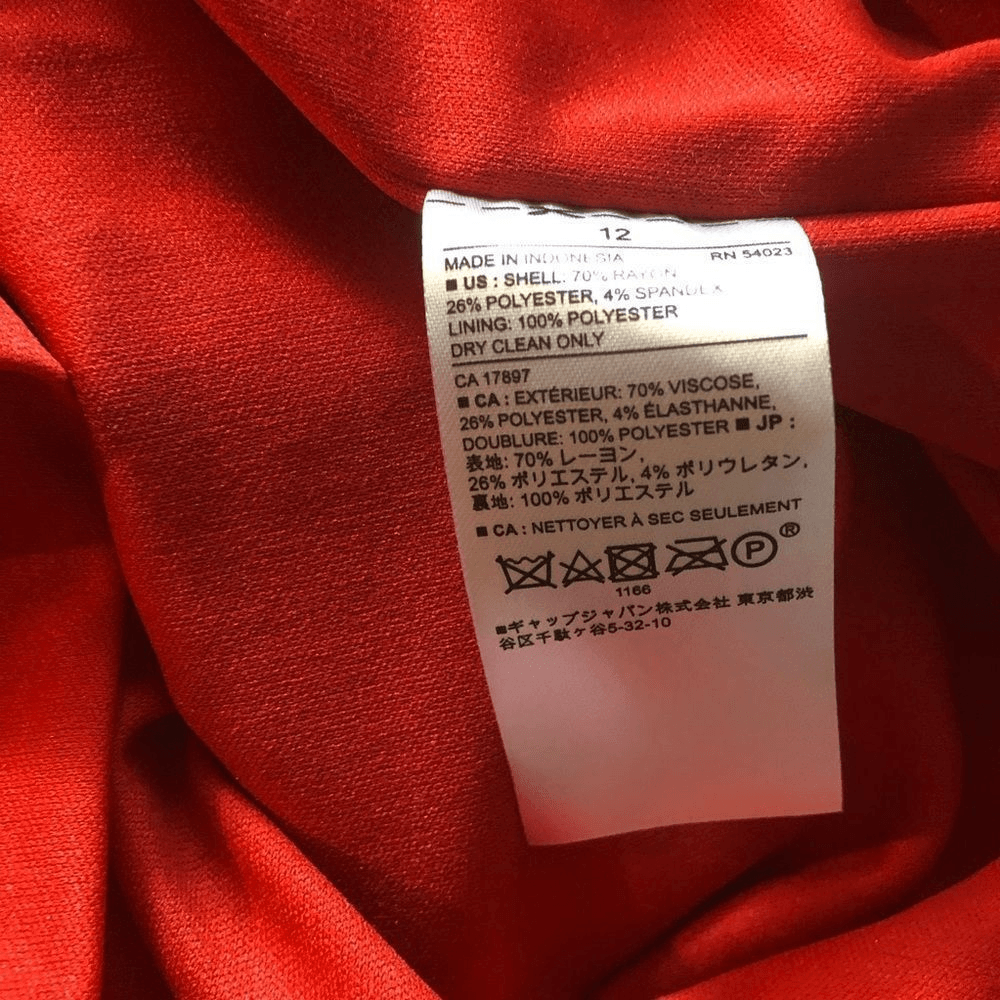 12
MADE IN INDONESIA RN 54023
■ US : SHELL: 70% RAYON
26% POLYESTER, 4% SPANDEX
LINING: 100% POLYESTER
DRY CLEAN ONLY
CA 17897
■ CA : EXTÉRIEUR: 70% VISCOSE,
26% POLYESTER, 4% ÉLASTHANNE,
DOUBLURE: 100% POLYESTER ■ JP :
表地: 70% レーヨン,
26% ポリエステル, 4% ポリウレタン,
裏地: 100% ポリエステル
■ CA : NETTOYER À SEC SEULEMENT
P ®
1166
■ギャップジャパン株式会社 東京都渋
谷区千駄ヶ谷5-32-10